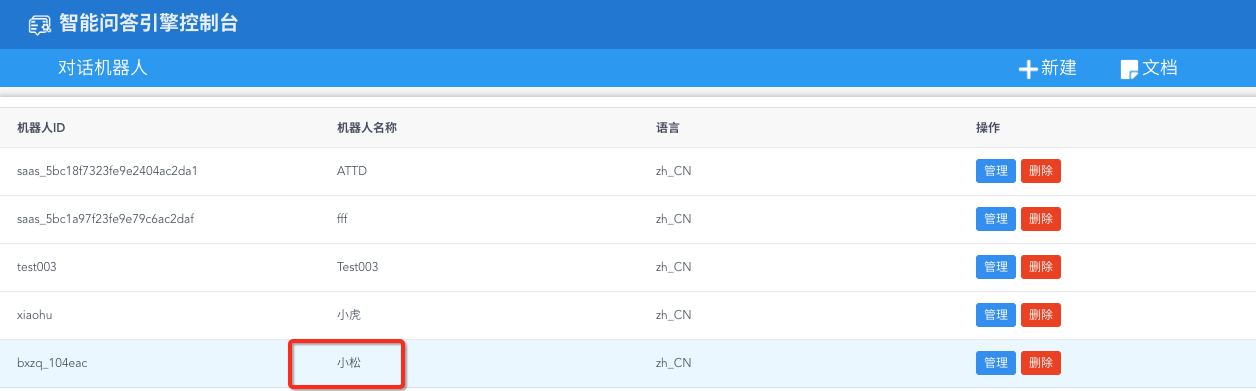 智能问答引擎控制台
对话机器人 新建 文档
机器人ID 机器人名称 语言 操作
saas_5bc18f7323fe9e2404ac2da1 ATTD zh_CN 管理 删除
saas_5bc1a97f23fe9e79c6ac2daf fff zh_CN 管理 删除
test003 Test003 zh_CN 管理 删除
xiaohu 小虎 zh_CN 管理 删除
bxzq_104eac 小松 zh_CN 管理 删除